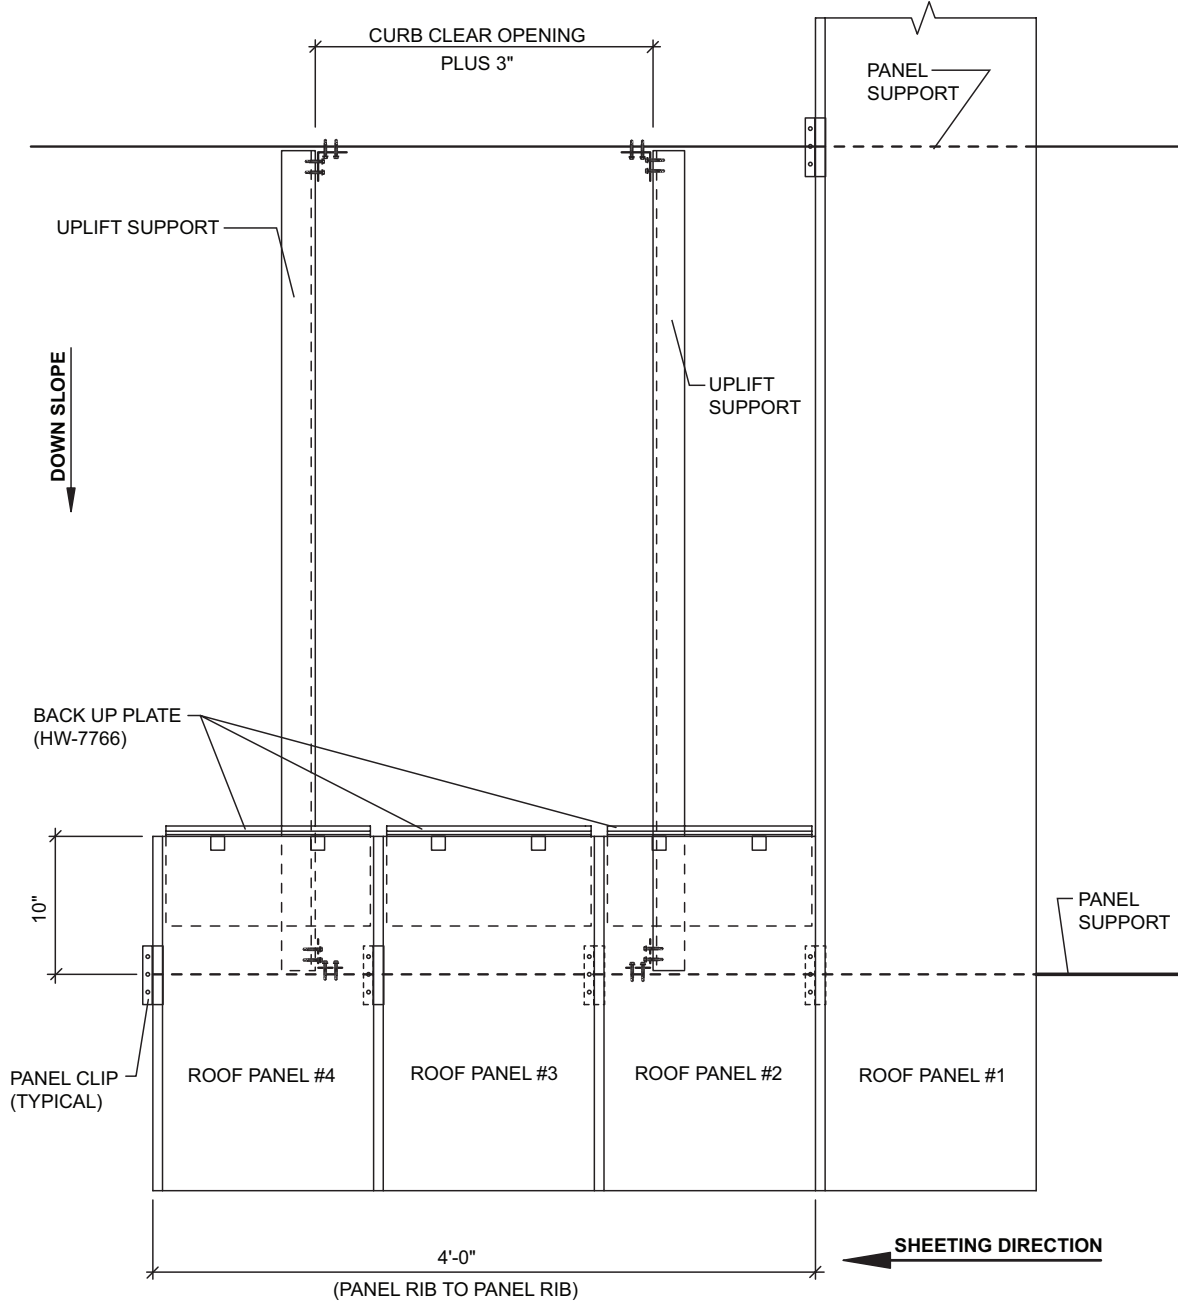 CURB CLEAR OPENING
PLUS 3"
PANEL
SUPPORT
UPLIFT SUPPORT
DOWN SLOPE
UPLIFT
SUPPORT
BACK UP PLATE
(HW-7766)
10"
PANEL
SUPPORT
PANEL CLIP
(TYPICAL)
ROOF PANEL #4
ROOF PANEL #3
ROOF PANEL #2
ROOF PANEL #1
4'-0"
(PANEL RIB TO PANEL RIB)
SHEETING DIRECTION